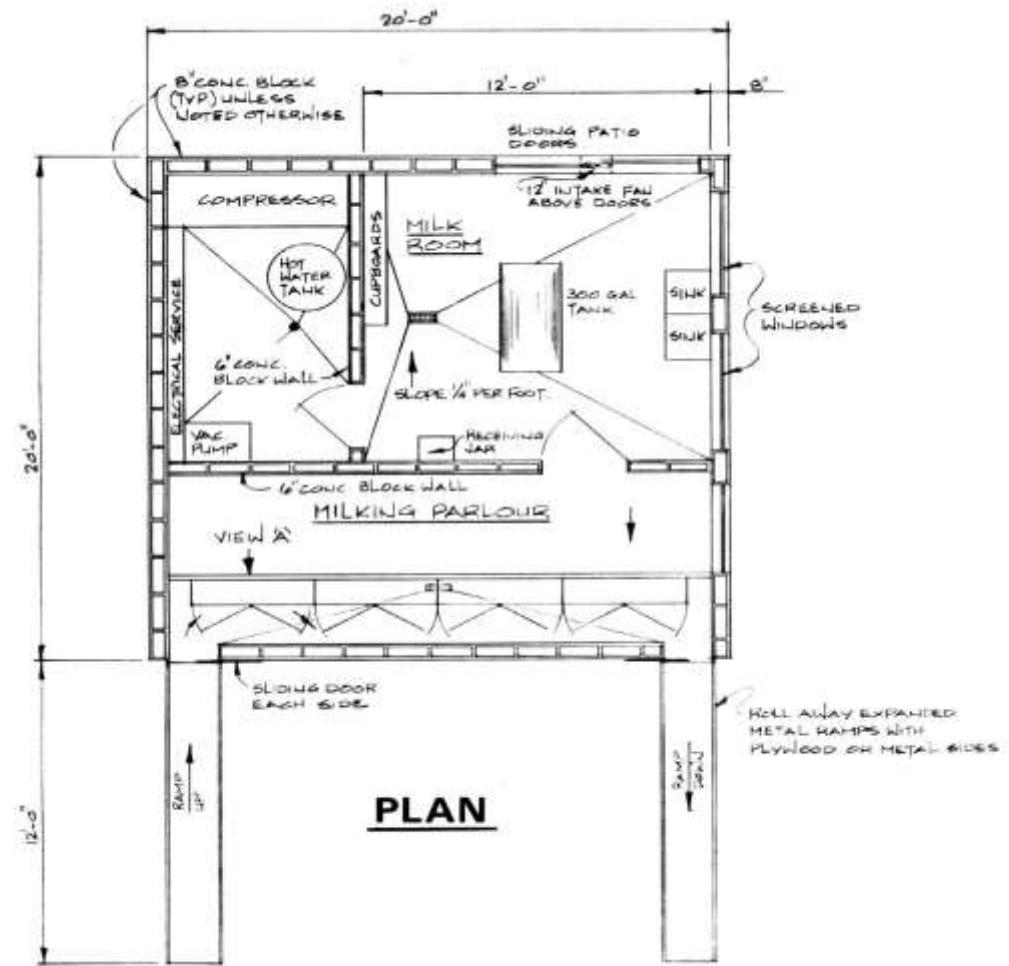 20'-0"
8" CONC. BLOCK
(TYP) UNLESS
NOTED OTHERWISE
12'-0"
8"
SLIDING PATIO
DOORS
12" INTAKE FAN
ABOVE DOORS
COMPRESSOR
CUPBOARDS
MILK
ROOM
HOT
WATER
TANK
300 GAL
TANK
SINK
SINK
SCREENED
WINDOWS
ELECTRICAL SERVICE
6" CONC.
BLOCK WALL
SLOPE 1/4" PER FOOT.
VAC
PUMP
RECEIVING
JAR
20'-0"
6" CONC BLOCK WALL
MILKING PARLOUR
VIEW 'A'
SLIDING DOOR
EACH SIDE
ROLL AWAY EXPANDED
METAL RAMPS WITH
PLYWOOD OR METAL SIDES
RAMP
UP
RAMP
DOWN
12'-0"
PLAN